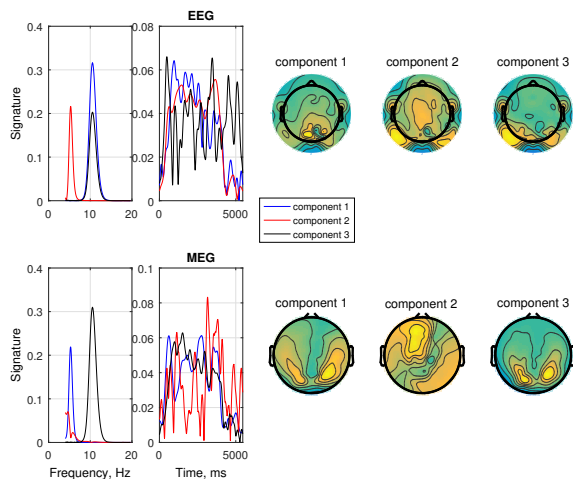 EEG
Signature
0.4
0.3
0.2
0.1
0
0
10
20
0.08
0.06
0.04
0.02
0
0
5000
component 1
component 2
component 3
component 1
component 2
component 3
MEG
Signature
0.4
0.3
0.2
0.1
0
0
10
20
Frequency, Hz
0.1
0.08
0.06
0.04
0.02
0
0
5000
Time, ms
component 1
component 2
component 3